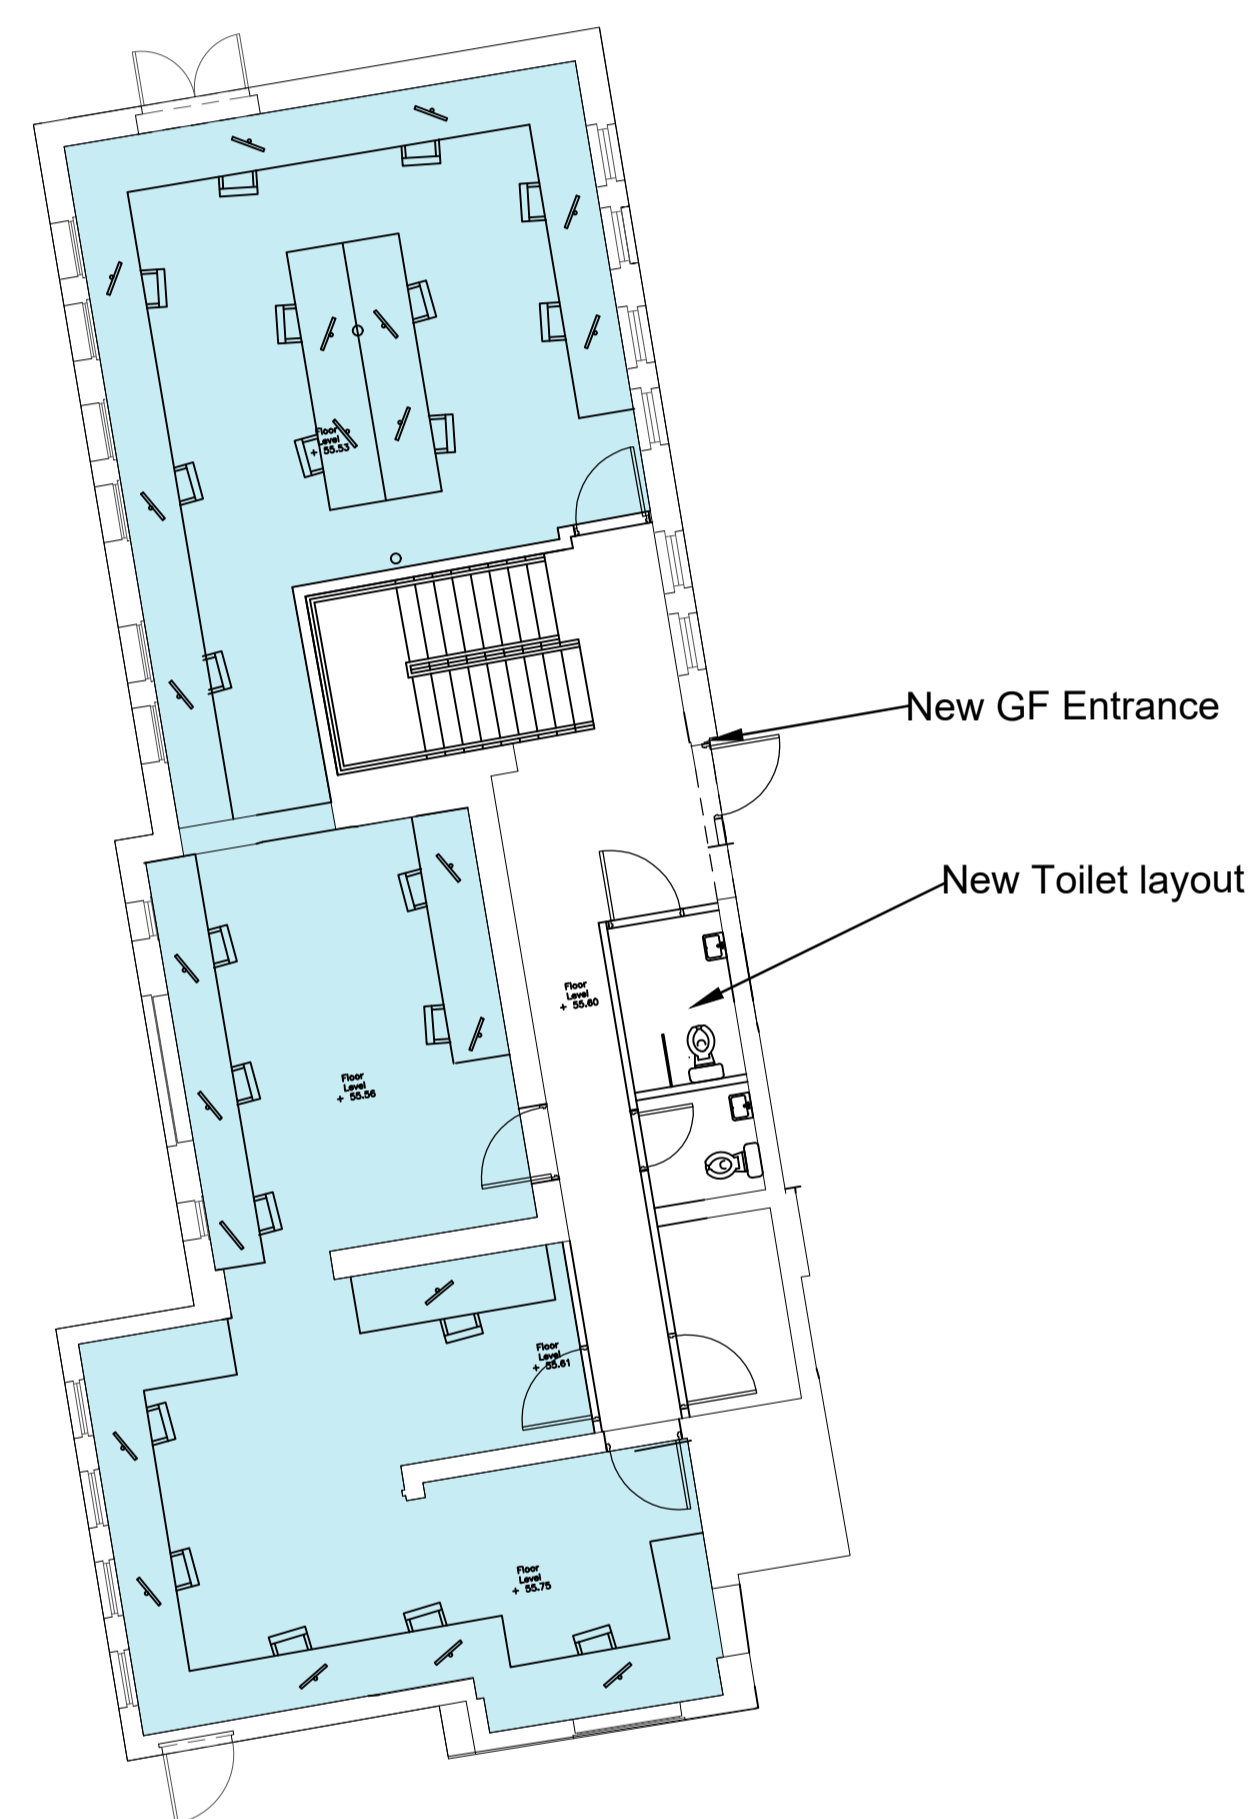 Floor
Level
+ 55.53
New GF Entrance
New Toilet layout
Floor
Level
+ 55.60
Floor
Level
+ 55.56
Floor
Level
+ 55.61
Floor
Level
+ 55.75